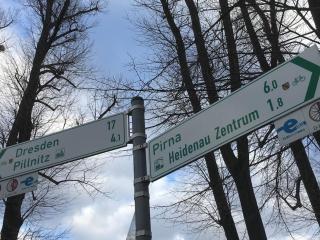 Dresden 17
Pillnitz 4.1
Pirna 6.0
Heidenau Zentrum 1.8